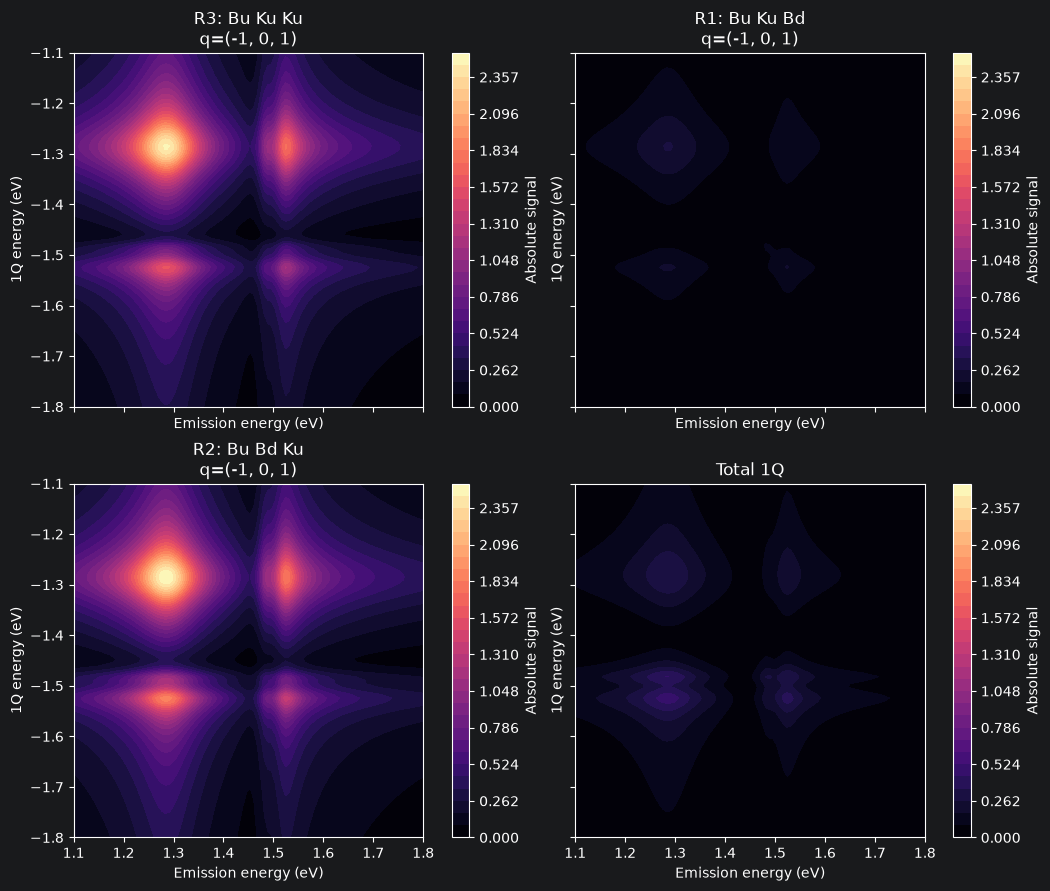 R3: Bu Ku Ku
q=(-1, 0, 1)
−1.1
−1.2
−1.3
−1.4
−1.5
−1.6
−1.7
−1.8
1Q energy (eV)
Emission energy (eV)
2.357
2.096
1.834
1.572
1.310
1.048
0.786
0.524
0.262
0.000
Absolute signal
R1: Bu Ku Bd
q=(-1, 0, 1)
1Q energy (eV)
Emission energy (eV)
2.357
2.096
1.834
1.572
1.310
1.048
0.786
0.524
0.262
0.000
Absolute signal
R2: Bu Bd Ku
q=(-1, 0, 1)
−1.1
−1.2
−1.3
−1.4
−1.5
−1.6
−1.7
−1.8
1Q energy (eV)
1.1 1.2 1.3 1.4 1.5 1.6 1.7 1.8
Emission energy (eV)
2.357
2.096
1.834
1.572
1.310
1.048
0.786
0.524
0.262
0.000
Absolute signal
Total 1Q
1Q energy (eV)
1.1 1.2 1.3 1.4 1.5 1.6 1.7 1.8
Emission energy (eV)
2.357
2.096
1.834
1.572
1.310
1.048
0.786
0.524
0.262
0.000
Absolute signal